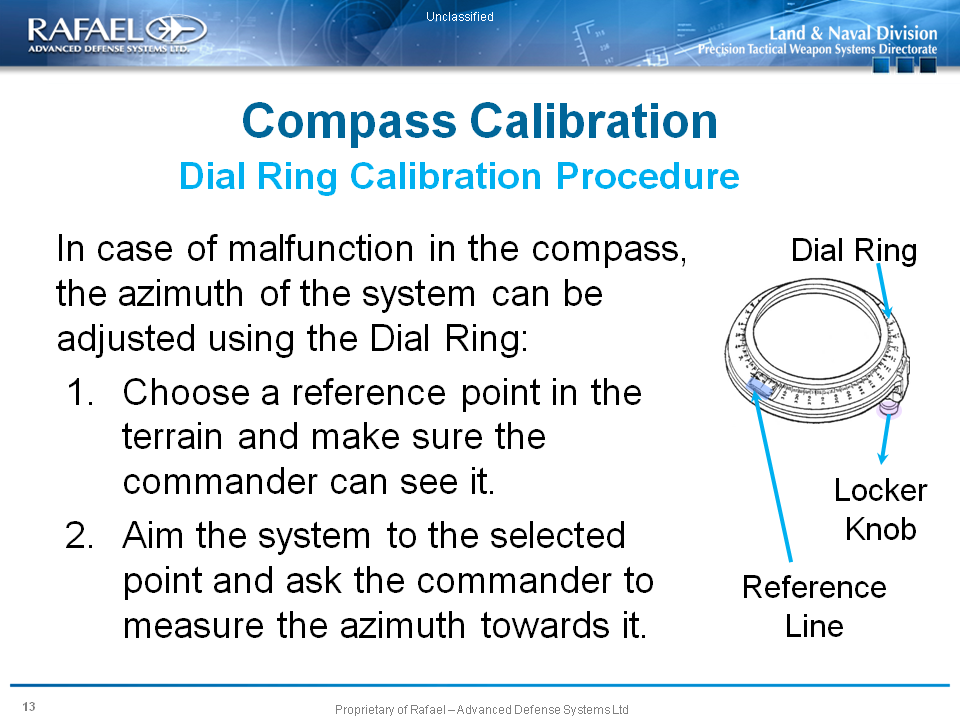 Unclassified
RAFAEL
ADVANCED DEFENSE SYSTEMS LTD.
Land & Naval Division
Precision Tactical Weapon Systems Directorate
Compass Calibration
Dial Ring Calibration Procedure
In case of malfunction in the compass,
the azimuth of the system can be
adjusted using the Dial Ring:
1. Choose a reference point in the
terrain and make sure the
commander can see it.
2. Aim the system to the selected
point and ask the commander to
measure the azimuth towards it.
Dial Ring
Locker
Knob
Reference
Line
13
Proprietary of Rafael – Advanced Defense Systems Ltd